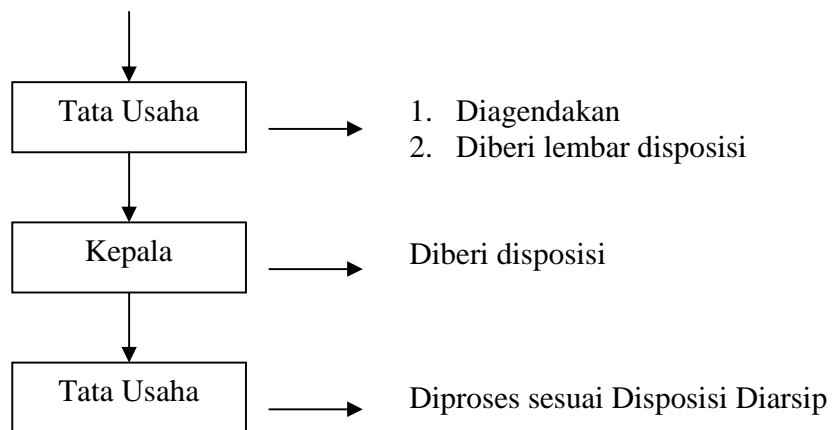 Tata Usaha
1. Diagendakan
2. Diberi lembar disposisi
Kepala
Diberi disposisi
Tata Usaha
Diproses sesuai Disposisi Diarsip